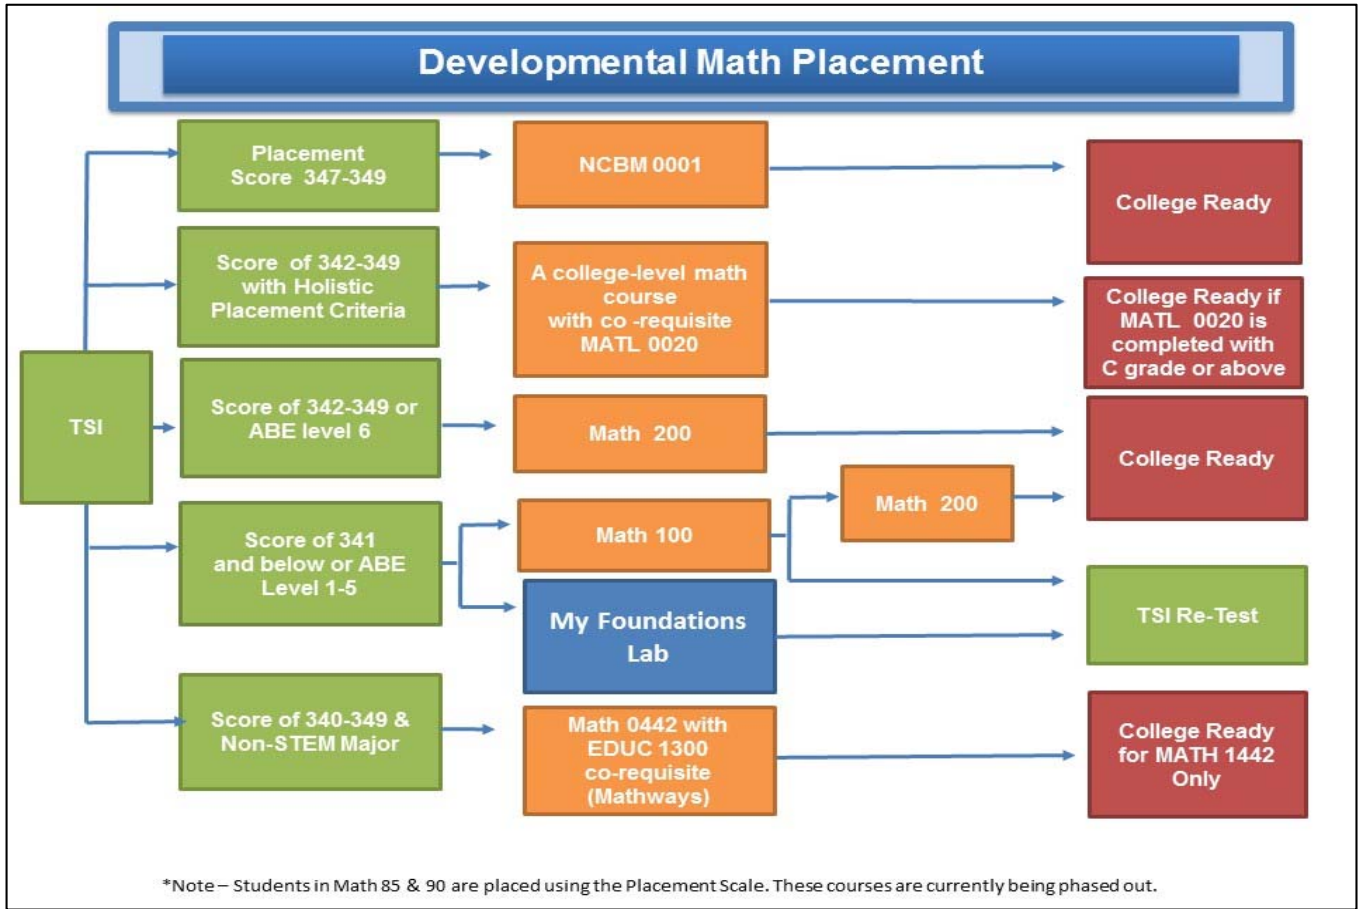 Developmental Math Placement
Placement
Score 347-349
NCBM 0001
College Ready
Score of 342-349
with Holistic
Placement Criteria
A college-level math
course
with co -requisite
MATL 0020
College Ready if
MATL 0020 is
completed with
C grade or above
TSI
Score of 342-349 or
ABE level 6
Math 200
College Ready
Score of 341
and below or ABE
Level 1-5
Math 100
Math 200
My Foundations
Lab
TSI Re-Test
Score of 340-349 &
Non-STEM Major
Math 0442 with
EDUC 1300
co-requisite
(Mathways)
College Ready
for MATH 1442
Only
*Note – Students in Math 85 & 90 are placed using the Placement Scale. These courses are currently being phased out.